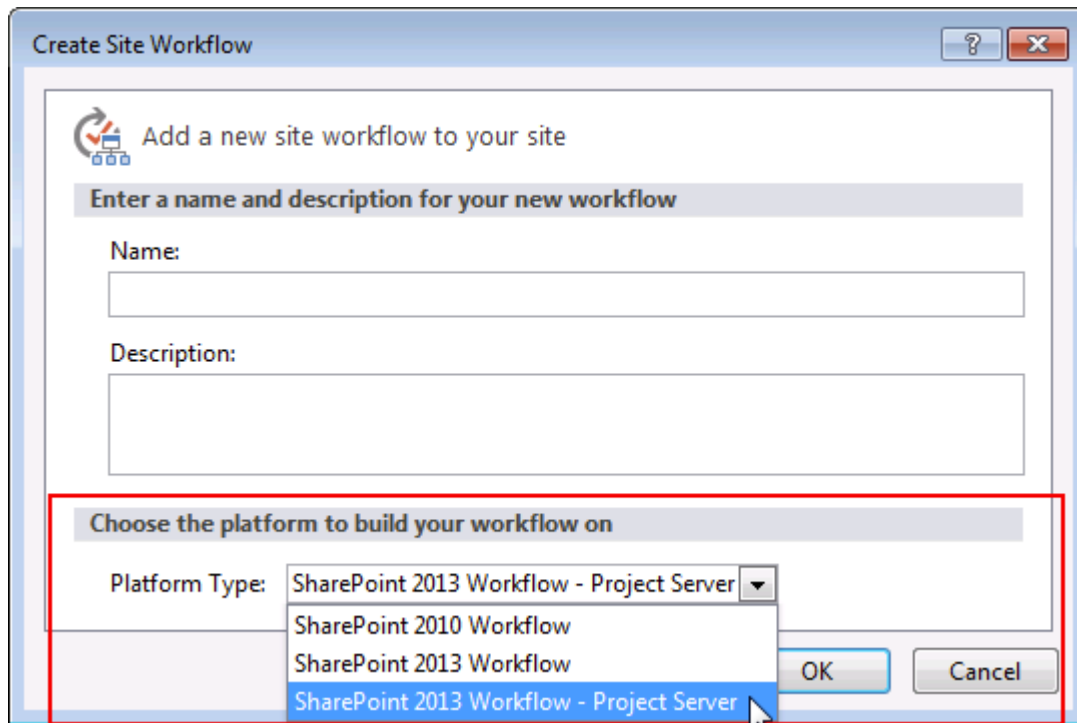 Create Site Workflow
?
Add a new site workflow to your site
Enter a name and description for your new workflow
Name:
Description:
Choose the platform to build your workflow on
Platform Type: SharePoint 2013 Workflow - Project Server
SharePoint 2010 Workflow
SharePoint 2013 Workflow
SharePoint 2013 Workflow - Project Server
OK Cancel